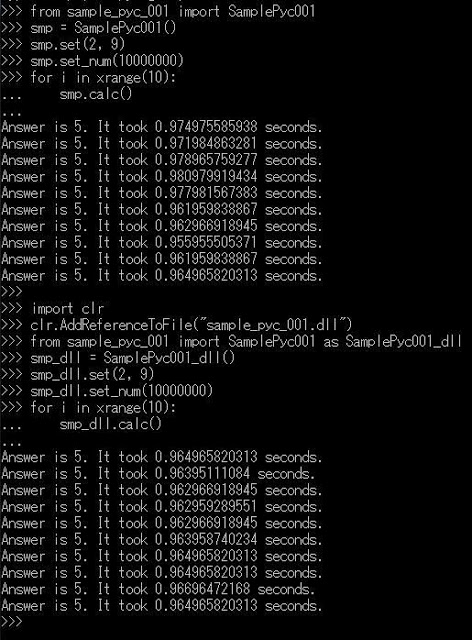 >>> from sample_pyc_001 import SamplePyc001
>>> smp = SamplePyc001()
>>> smp.set(2, 9)
>>> smp.set_num(10000000)
>>> for i in xrange(10):
...     smp.calc()
...
Answer is 5. It took 0.974975585938 seconds.
Answer is 5. It took 0.971984863281 seconds.
Answer is 5. It took 0.978965759277 seconds.
Answer is 5. It took 0.980979919434 seconds.
Answer is 5. It took 0.977981567383 seconds.
Answer is 5. It took 0.961959838867 seconds.
Answer is 5. It took 0.962966918945 seconds.
Answer is 5. It took 0.955955505371 seconds.
Answer is 5. It took 0.961959838867 seconds.
Answer is 5. It took 0.964965820313 seconds.
>>>
>>> import clr
>>> clr.AddReferenceToFile("sample_pyc_001.dll")
>>> from sample_pyc_001 import SamplePyc001 as SamplePyc001_dll
>>> smp_dll = SamplePyc001_dll()
>>> smp_dll.set(2, 9)
>>> smp_dll.set_num(10000000)
>>> for i in xrange(10):
...     smp_dll.calc()
...
Answer is 5. It took 0.964965820313 seconds.
Answer is 5. It took 0.96395111084 seconds.
Answer is 5. It took 0.962966918945 seconds.
Answer is 5. It took 0.962959289551 seconds.
Answer is 5. It took 0.962966918945 seconds.
Answer is 5. It took 0.963958740234 seconds.
Answer is 5. It took 0.964965820313 seconds.
Answer is 5. It took 0.964965820313 seconds.
Answer is 5. It took 0.96696472168 seconds.
Answer is 5. It took 0.964965820313 seconds.
>>>